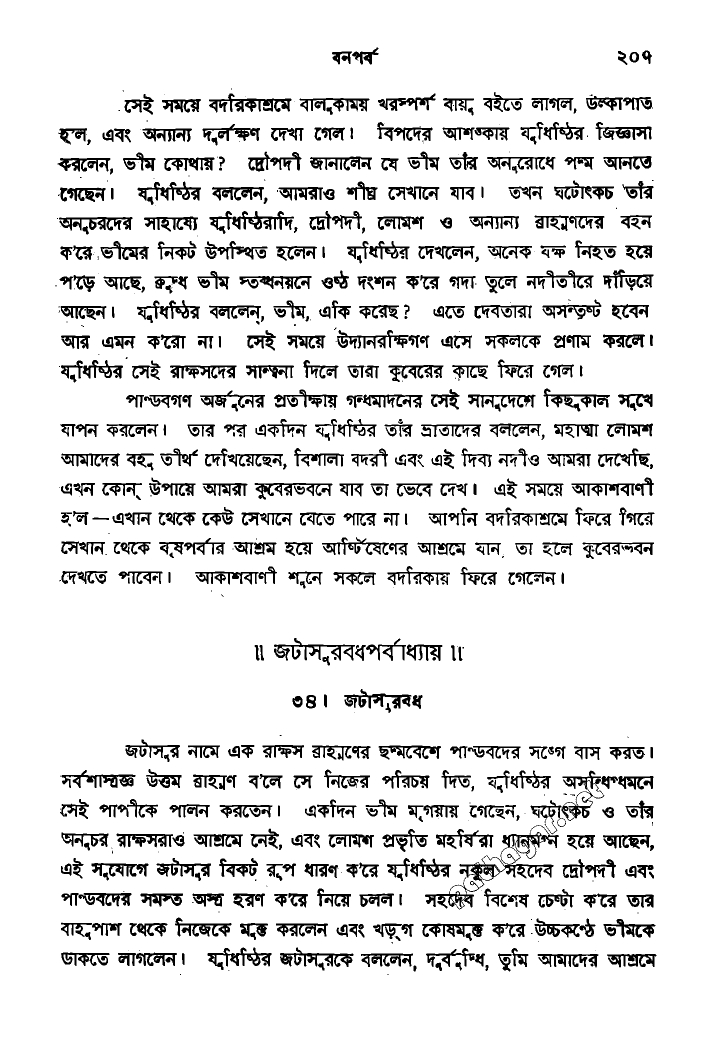 বনপর্ব ২০৭
সেই সময়ে বদরিকাশ্রমে বালুকাময় খরস্পর্শ বায়ু বইতে লাগল, উল্কাপাত
হ'ল, এবং অন্যান্য দুর্লক্ষণ দেখা গেল। বিপদের আশঙ্কায় যুধিষ্ঠির জিজ্ঞাসা
করলেন, ভীম কোথায়? দ্রৌপদী জানালেন যে ভীম তাঁর অনুরোধে পদ্ম আনতে
গেছেন। যুধিষ্ঠির বললেন, আমরাও শীঘ্র সেখানে যাব। তখন ঘটোৎকচ তাঁর
অনুচরদের সাহায্যে যুধিষ্ঠিরাদি, দ্রৌপদী, লোমশ ও অন্যান্য ব্রাহ্মণদের বহন
ক'রে ভীমের নিকট উপস্থিত হলেন। যুধিষ্ঠির দেখলেন, অনেক যক্ষ নিহত হয়ে
প'ড়ে আছে, ক্রুদ্ধ ভীম স্তব্ধনয়নে ওষ্ঠ দংশন ক'রে গদা তুলে নদীতীরে দাঁড়িয়ে
আছেন। যুধিষ্ঠির বললেন, ভীম, একি করেছ? এতে দেবতারা অসন্তুষ্ট হবেন
আর এমন ক'রো না। সেই সময়ে উদ্যানরক্ষিগণ এসে সকলকে প্রণাম করলে।
যুধিষ্ঠির সেই রাক্ষসদের সান্ত্বনা দিলে তারা কুবেরের কাছে ফিরে গেল।
পাণ্ডবগণ অর্জুনের প্রতীক্ষায় গন্ধমাদনের সেই সানুদেশে কিছুকাল সুখে
যাপন করলেন। তার পর একদিন যুধিষ্ঠির তাঁর ভ্রাতাদের বললেন, মহাত্মা লোমশ
আমাদের বহু তীর্থ দেখিয়েছেন, বিশালা বদরী এবং এই দিব্য নদীও আমরা দেখেছি,
এখন কোন্ উপায়ে আমরা কুবেরভবনে যাব তা ভেবে দেখ। এই সময়ে আকাশবাণী
হ'ল—এখান থেকে কেউ সেখানে যেতে পারে না। আপনি বদরিকাশ্রমে ফিরে গিয়ে
সেখান থেকে বৃষপর্বার আশ্রম হয়ে আর্ষ্টিষেণের আশ্রমে যান, তা হলে কুবেরভবন
দেখতে পাবেন। আকাশবাণী শুনে সকলে বদরিকায় ফিরে গেলেন।
॥ জটাসুরবধপর্বাধ্যায় ॥
৩৪। জটাসুরবধ
জটাসুর নামে এক রাক্ষস ব্রাহ্মণের ছদ্মবেশে পাণ্ডবদের সঙ্গে বাস করত।
সর্বশাস্ত্রজ্ঞ উত্তম ব্রাহ্মণ ব'লে সে নিজের পরিচয় দিত, যুধিষ্ঠির অসন্দিগ্ধমনে
সেই পাপীকে পালন করতেন। একদিন ভীম মৃগয়ায় গেছেন, ঘটোৎকচ ও তাঁর
অনুচর রাক্ষসরাও আশ্রমে নেই, এবং লোমশ প্রভৃতি মহর্ষিরা ধ্যানমগ্ন হয়ে আছেন,
এই সুযোগে জটাসুর বিকট রূপ ধারণ ক'রে যুধিষ্ঠির নকুল সহদেব দ্রৌপদী এবং
পাণ্ডবদের সমস্ত অস্ত্র হরণ ক'রে নিয়ে চলল। সহদেব বিশেষ চেষ্টা ক'রে তার
বাহুপাশ থেকে নিজেকে মুক্ত করলেন এবং খড়্গ কোষমুক্ত ক'রে উচ্চকণ্ঠে ভীমকে
ডাকতে লাগলেন। যুধিষ্ঠির জটাসুরকে বললেন, দুর্বুদ্ধি, তুমি আমাদের আশ্রমে